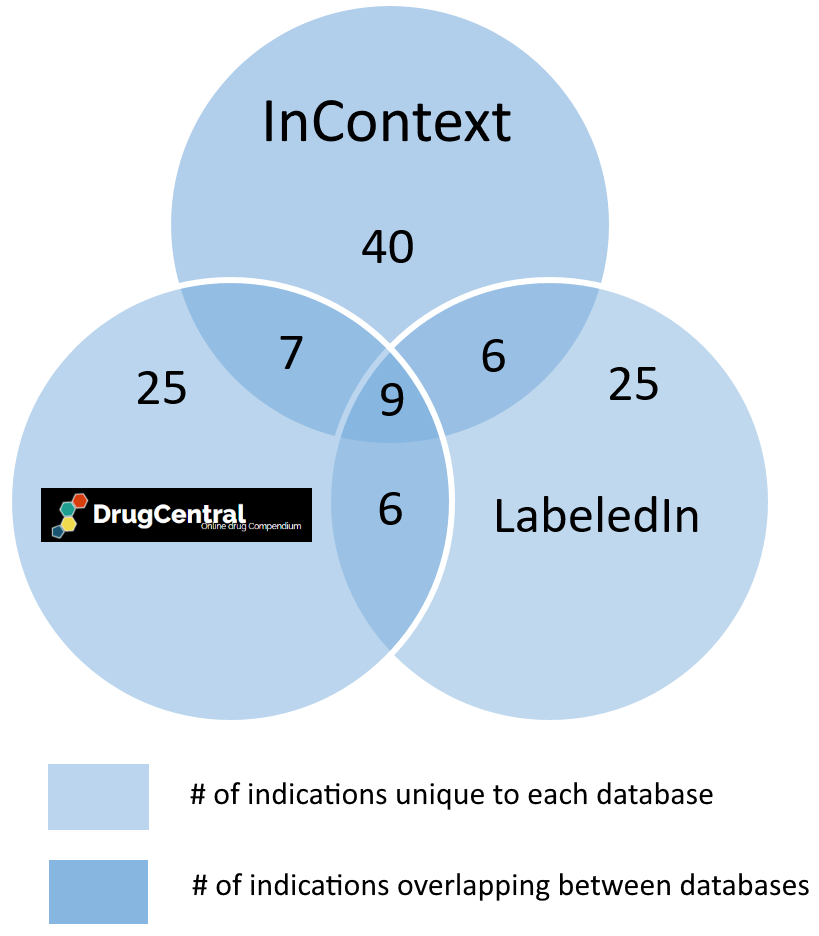 InContext
40
7
6
25
25
9
DrugCentral
Online drug Compendium
6
LabeledIn
# of indications unique to each database
# of indications overlapping between databases